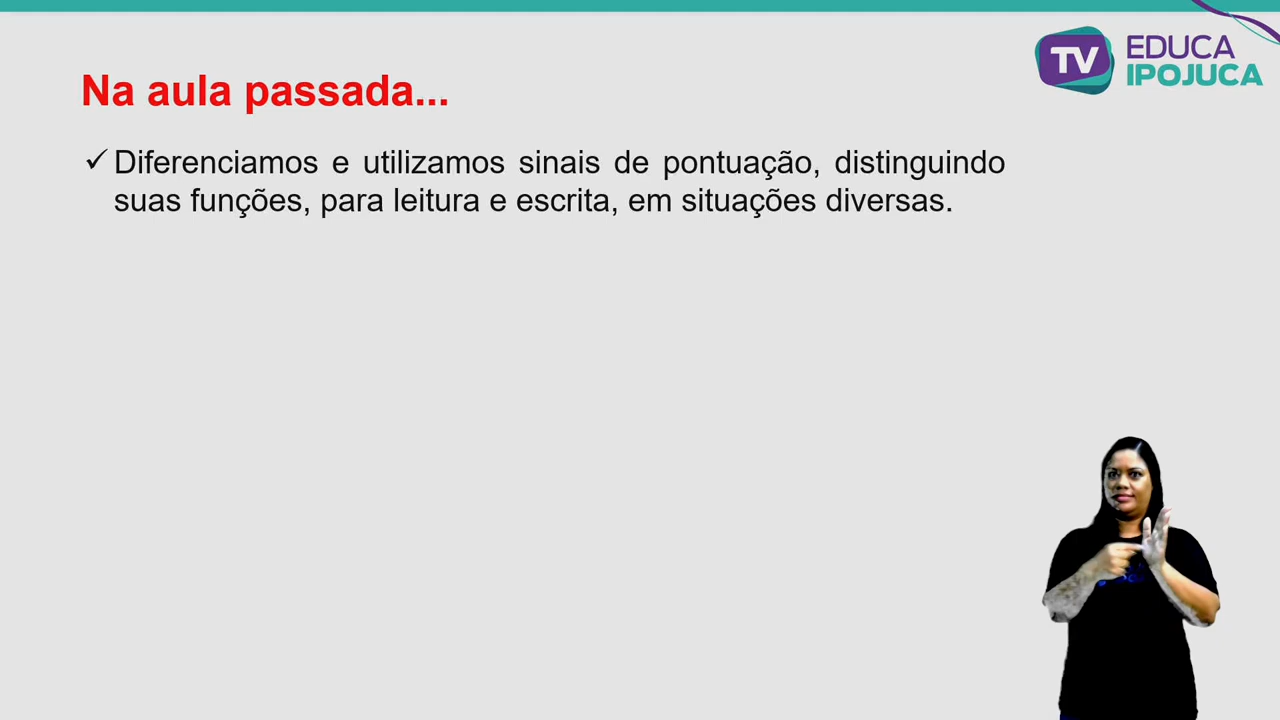 TV EDUCA
IPOJUCA
Na aula passada...
✓ Diferenciamos e utilizamos sinais de pontuação, distinguindo
suas funções, para leitura e escrita, em situações diversas.